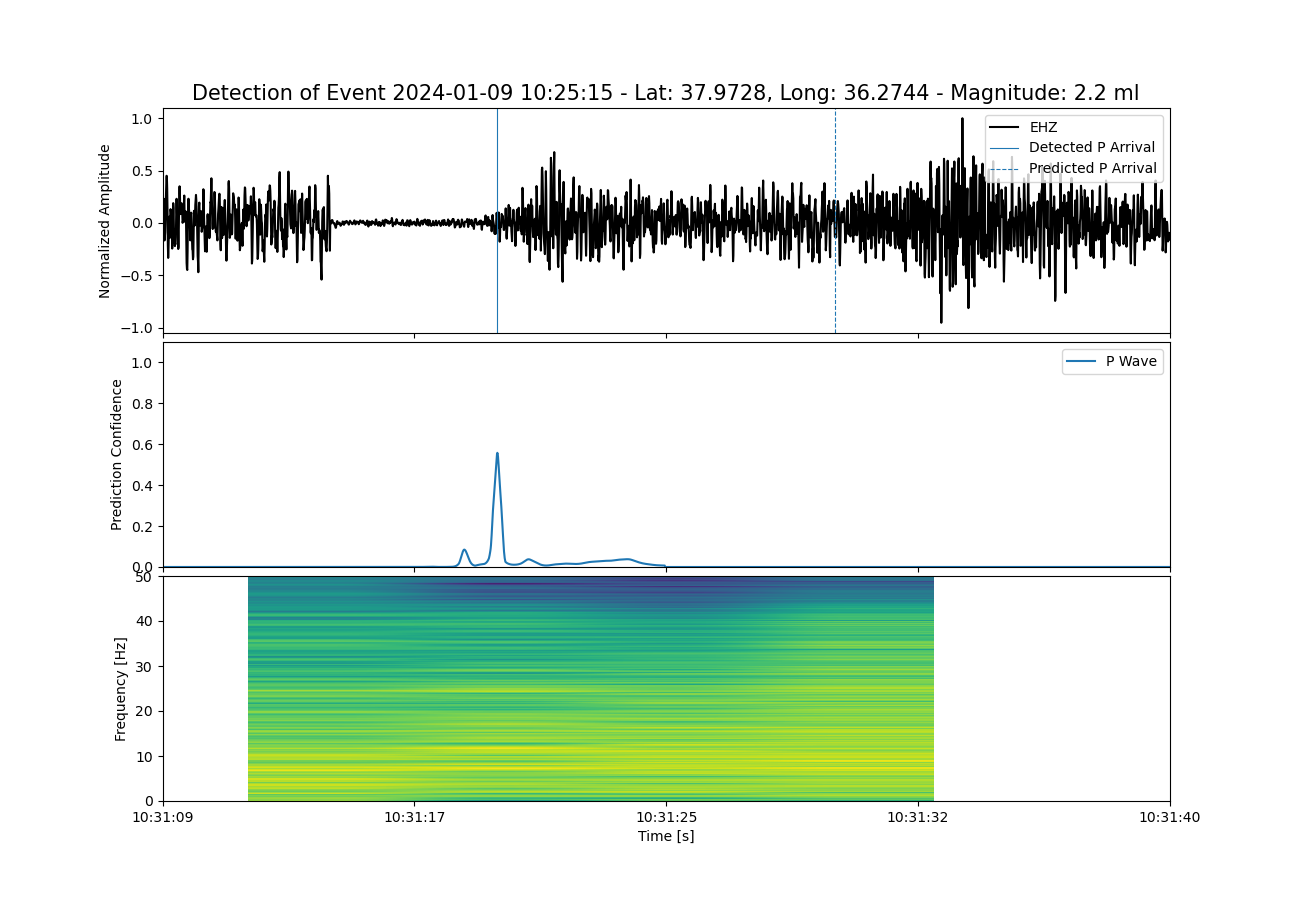 Detection of Event 2024-01-09 10:25:15 - Lat: 37.9728, Long: 36.2744 - Magnitude: 2.2 ml
1.0
0.5
0.0
−0.5
−1.0
Normalized Amplitude
EHZ
Detected P Arrival
Predicted P Arrival
1.0
0.8
0.6
0.4
0.2
0.0
Prediction Confidence
P Wave
50
40
30
20
10
0
Frequency [Hz]
10:31:09 10:31:17 10:31:25 10:31:32 10:31:40
Time [s]